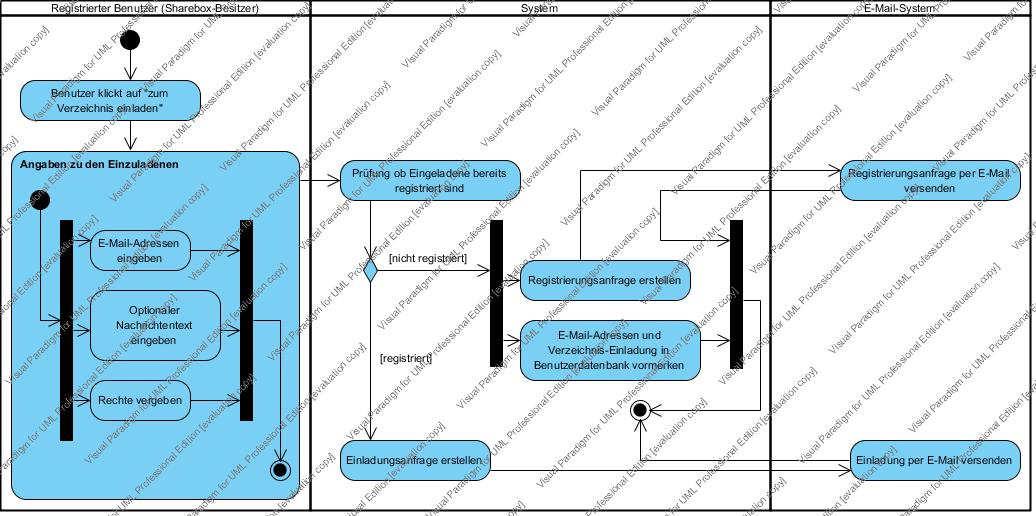 Registrierter Benutzer (Sharebox-Besitzer)
System
E-Mail-System
Benutzer klickt auf "zum
Verzeichnis einladen"
Angaben zu den Einzuladenen
E-Mail-Adressen
eingeben
Optionaler
Nachrichtentext
eingeben
Rechte vergeben
Prüfung ob Eingeladene bereits
registriert sind
[nicht registriert]
[registriert]
Registrierungsanfrage erstellen
E-Mail-Adressen und
Verzeichnis-Einladung in
Benutzerdatenbank vormerken
Einladungsanfrage erstellen
Registrierungsanfrage per E-Mail
versenden
Einladung per E-Mail versenden
Visual Paradigm for UML Professional Edition [evaluation copy]